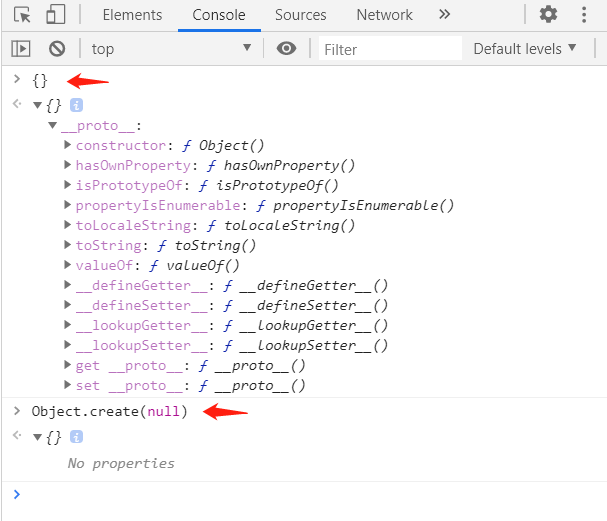 Elements Console Sources Network »
top Filter Default levels
{}
{} i
__proto__:
constructor: ƒ Object()
hasOwnProperty: ƒ hasOwnProperty()
isPrototypeOf: ƒ isPrototypeOf()
propertyIsEnumerable: ƒ propertyIsEnumerable()
toLocaleString: ƒ toLocaleString()
toString: ƒ toString()
valueOf: ƒ valueOf()
__defineGetter__: ƒ __defineGetter__()
__defineSetter__: ƒ __defineSetter__()
__lookupGetter__: ƒ __lookupGetter__()
__lookupSetter__: ƒ __lookupSetter__()
get __proto__: ƒ __proto__()
set __proto__: ƒ __proto__()
Object.create(null)
{} i
No properties